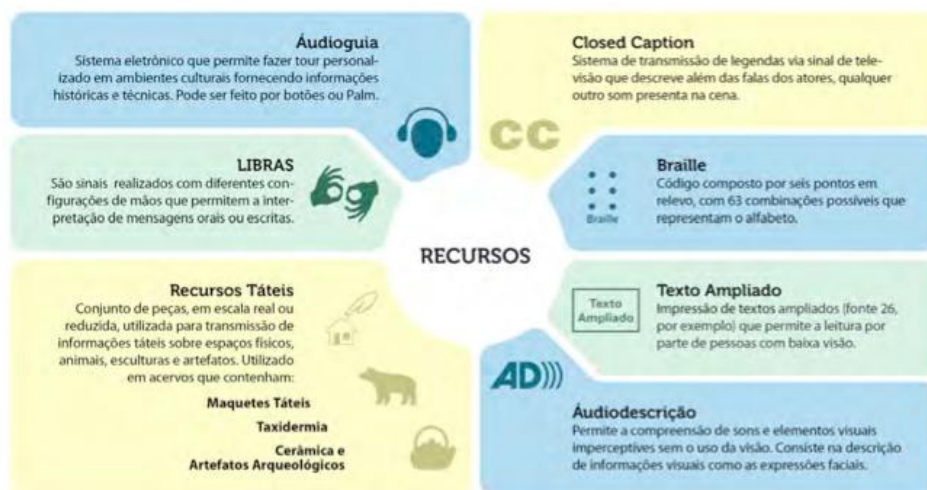 Áudioguia
Sistema eletrônico que permite fazer tour personal-
izado em ambientes culturais fornecendo informações
históricas e técnicas. Pode ser feito por botões ou Palm.
LIBRAS
São sinais realizados com diferentes con-
figurações de mãos que permitem a inter-
pretação de mensagens orais ou escritas.
Recursos Táteis
Conjunto de peças, em escala real ou
reduzida, utilizada para transmissão de
informações táteis sobre espaços físicos,
animais, esculturas e artefatos. Utilizado
em acervos que contenham:
Maquetes Táteis
Taxidermia
Cerâmica e
Artefatos Arqueológicos
RECURSOS
Closed Caption
Sistema de transmissão de legendas via sinal de tele-
visão que descreve além das falas dos atores, qualquer
outro som presenta na cena.
CC
Braille
Código composto por seis pontos em
relevo, com 63 combinações possíveis que
representam o alfabeto.
Braille
Texto Ampliado
Impressão de textos ampliados (fonte 26,
por exemplo) que permite a leitura por
parte de pessoas com baixa visão.
Texto
Ampliado
AD)))
Áudiodescrição
Permite a compreensão de sons e elementos visuais
imperceptives sem o uso da visão. Consiste na descrição
de informações visuais como as expressões faciais.